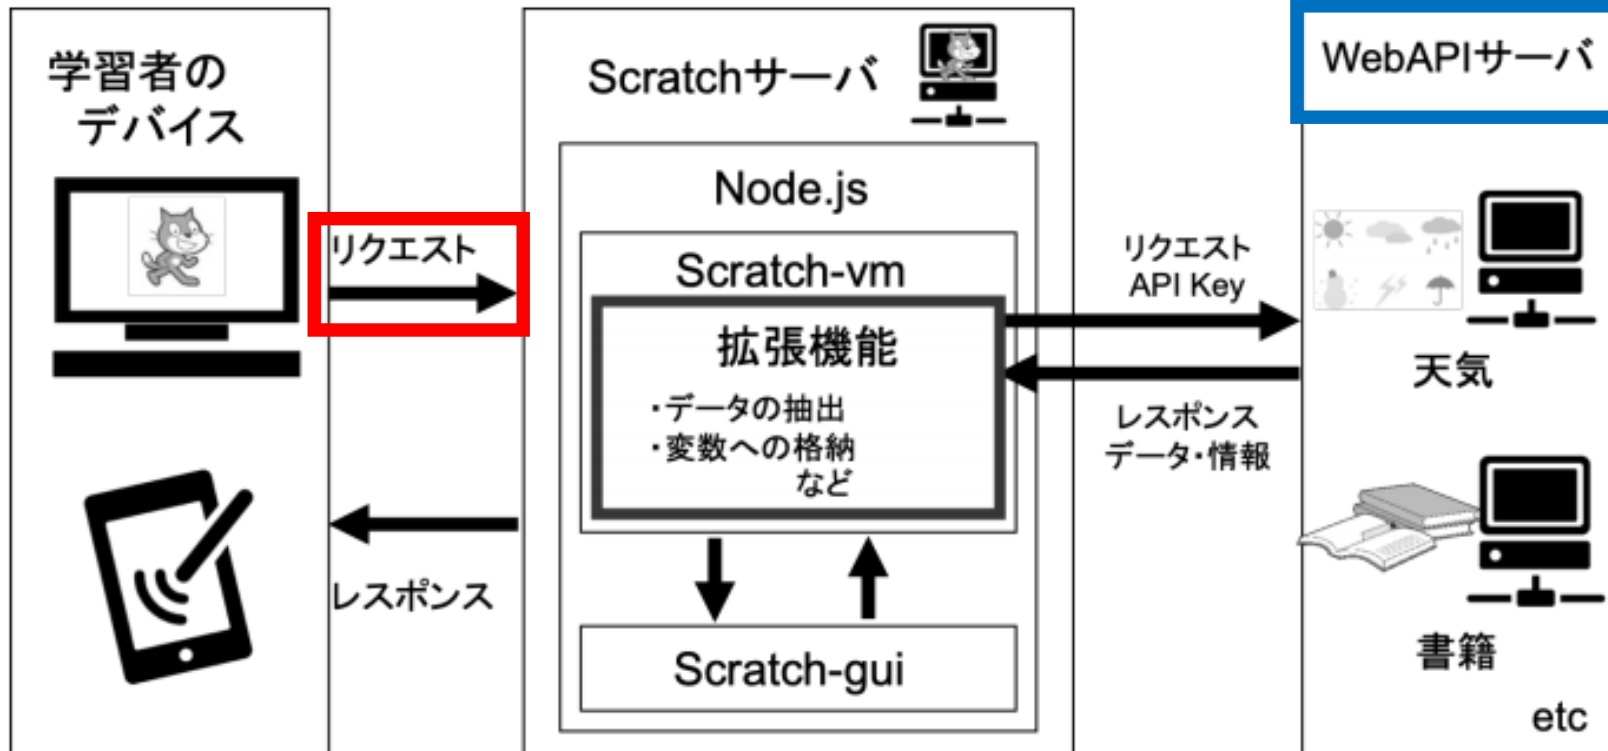 学習者の
デバイス
リクエスト
レスポンス
Scratchサーバ
Node.js
Scratch-vm
拡張機能
・データの抽出
・変数への格納
など
Scratch-gui
リクエスト
API Key
レスポンス
データ・情報
WebAPIサーバ
天気
書籍
etc